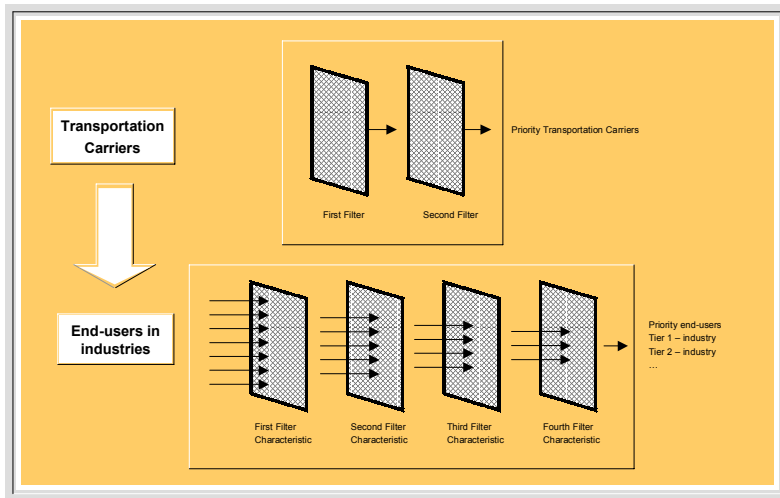 Transportation
Carriers
Priority Transportation Carriers
First Filter
Second Filter
End-users in
industries
Priority end-users
Tier 1 – industry
Tier 2 – industry
…
First Filter
Characteristic
Second Filter
Characteristic
Third Filter
Characteristic
Fourth Filter
Characteristic